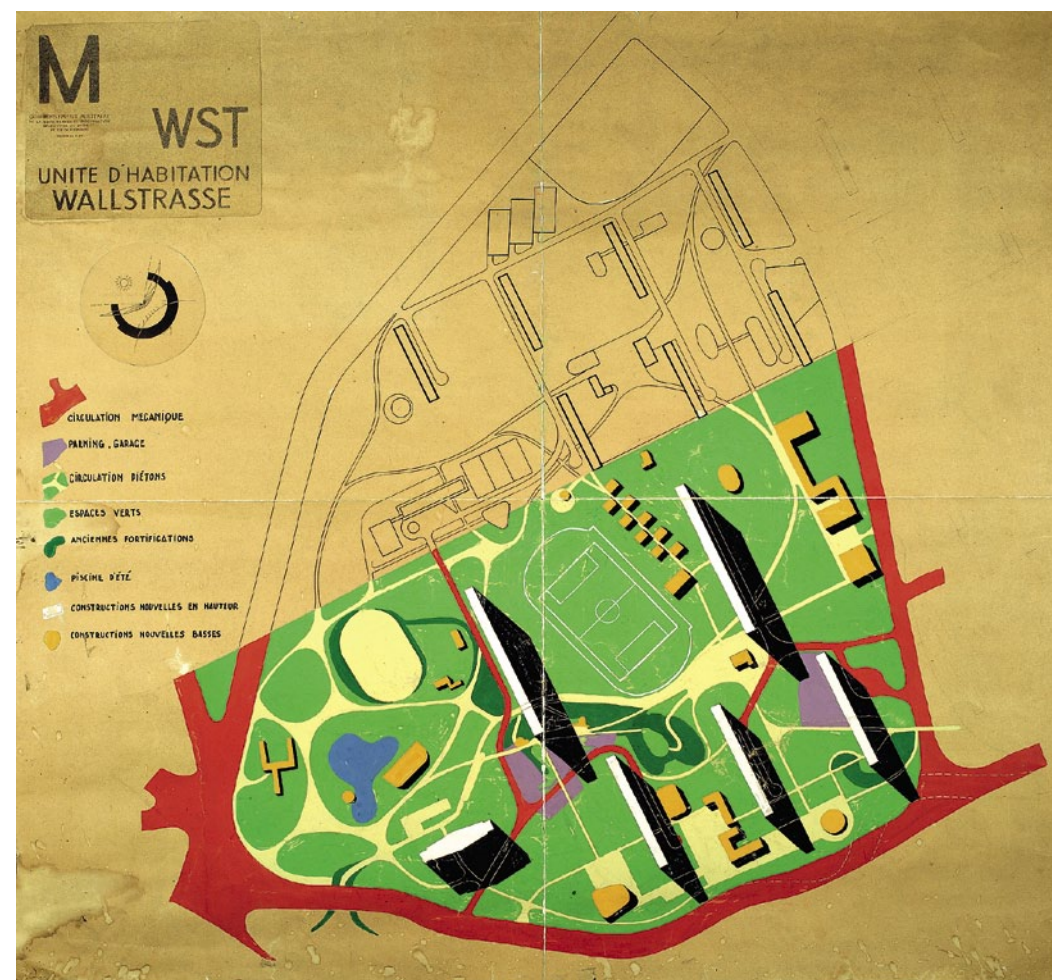 M
WST
UNITE D'HABITATION
WALLSTRASSE
CIRCULATION MECANIQUE
PARKING, GARAGE
CIRCULATION PIÉTONS
ESPACES VERTS
ANCIENNES FORTIFICATIONS
PISCINE D'ÉTÉ
CONSTRUCTIONS NOUVELLES EN HAUTEUR
CONSTRUCTIONS NOUVELLES BASSES